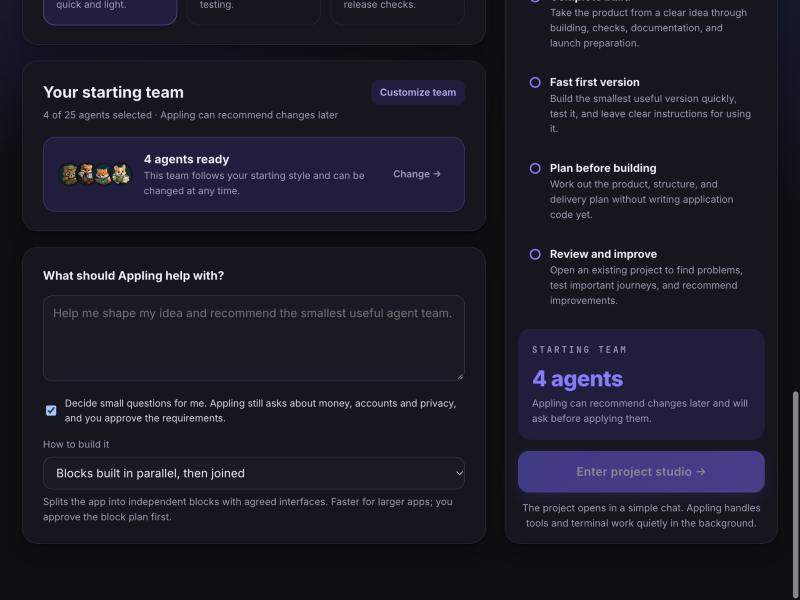 quick and light.
testing.
release checks.
Your starting team
Customize team
4 of 25 agents selected · Appling can recommend changes later
4 agents ready
This team follows your starting style and can be
changed at any time.
Change →
What should Appling help with?
Help me shape my idea and recommend the smallest useful agent team.
Decide small questions for me. Appling still asks about money, accounts and privacy,
and you approve the requirements.
How to build it
Blocks built in parallel, then joined
Splits the app into independent blocks with agreed interfaces. Faster for larger apps; you
approve the block plan first.
Take the product from a clear idea through
building, checks, documentation, and
launch preparation.
Fast first version
Build the smallest useful version quickly,
test it, and leave clear instructions for using
it.
Plan before building
Work out the product, structure, and
delivery plan without writing application
code yet.
Review and improve
Open an existing project to find problems,
test important journeys, and recommend
improvements.
STARTING TEAM
4 agents
Appling can recommend changes later and will
ask before applying them.
Enter project studio →
The project opens in a simple chat. Appling handles
tools and terminal work quietly in the background.